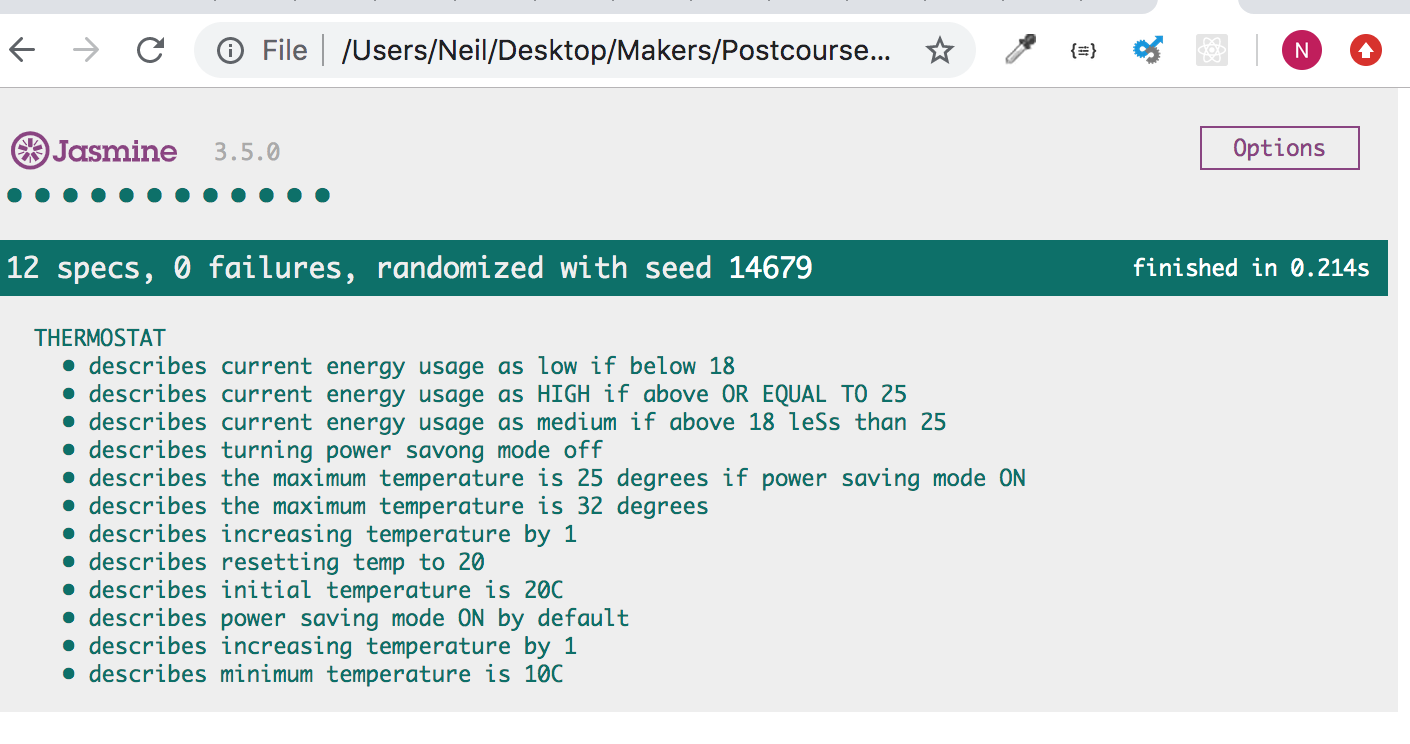 File /Users/Neil/Desktop/Makers/Postcourse...
N
Jasmine 3.5.0
Options
12 specs, 0 failures, randomized with seed 14679
finished in 0.214s
THERMOSTAT
describes current energy usage as low if below 18
describes current energy usage as HIGH if above OR EQUAL TO 25
describes current energy usage as medium if above 18 leSs than 25
describes turning power savong mode off
describes the maximum temperature is 25 degrees if power saving mode ON
describes the maximum temperature is 32 degrees
describes increasing temperature by 1
describes resetting temp to 20
describes initial temperature is 20C
describes power saving mode ON by default
describes increasing temperature by 1
describes minimum temperature is 10C